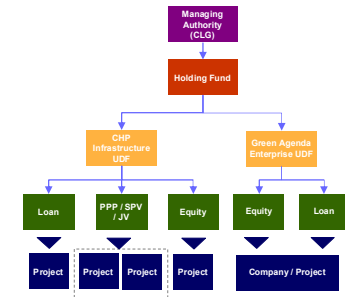 Managing
Authority
(CLG)
Holding Fund
CHP
Infrastructure
UDF
Green Agenda
Enterprise UDF
Loan
PPP / SPV
/ JV
Equity
Equity
Loan
Project
Project
Project
Project
Company / Project